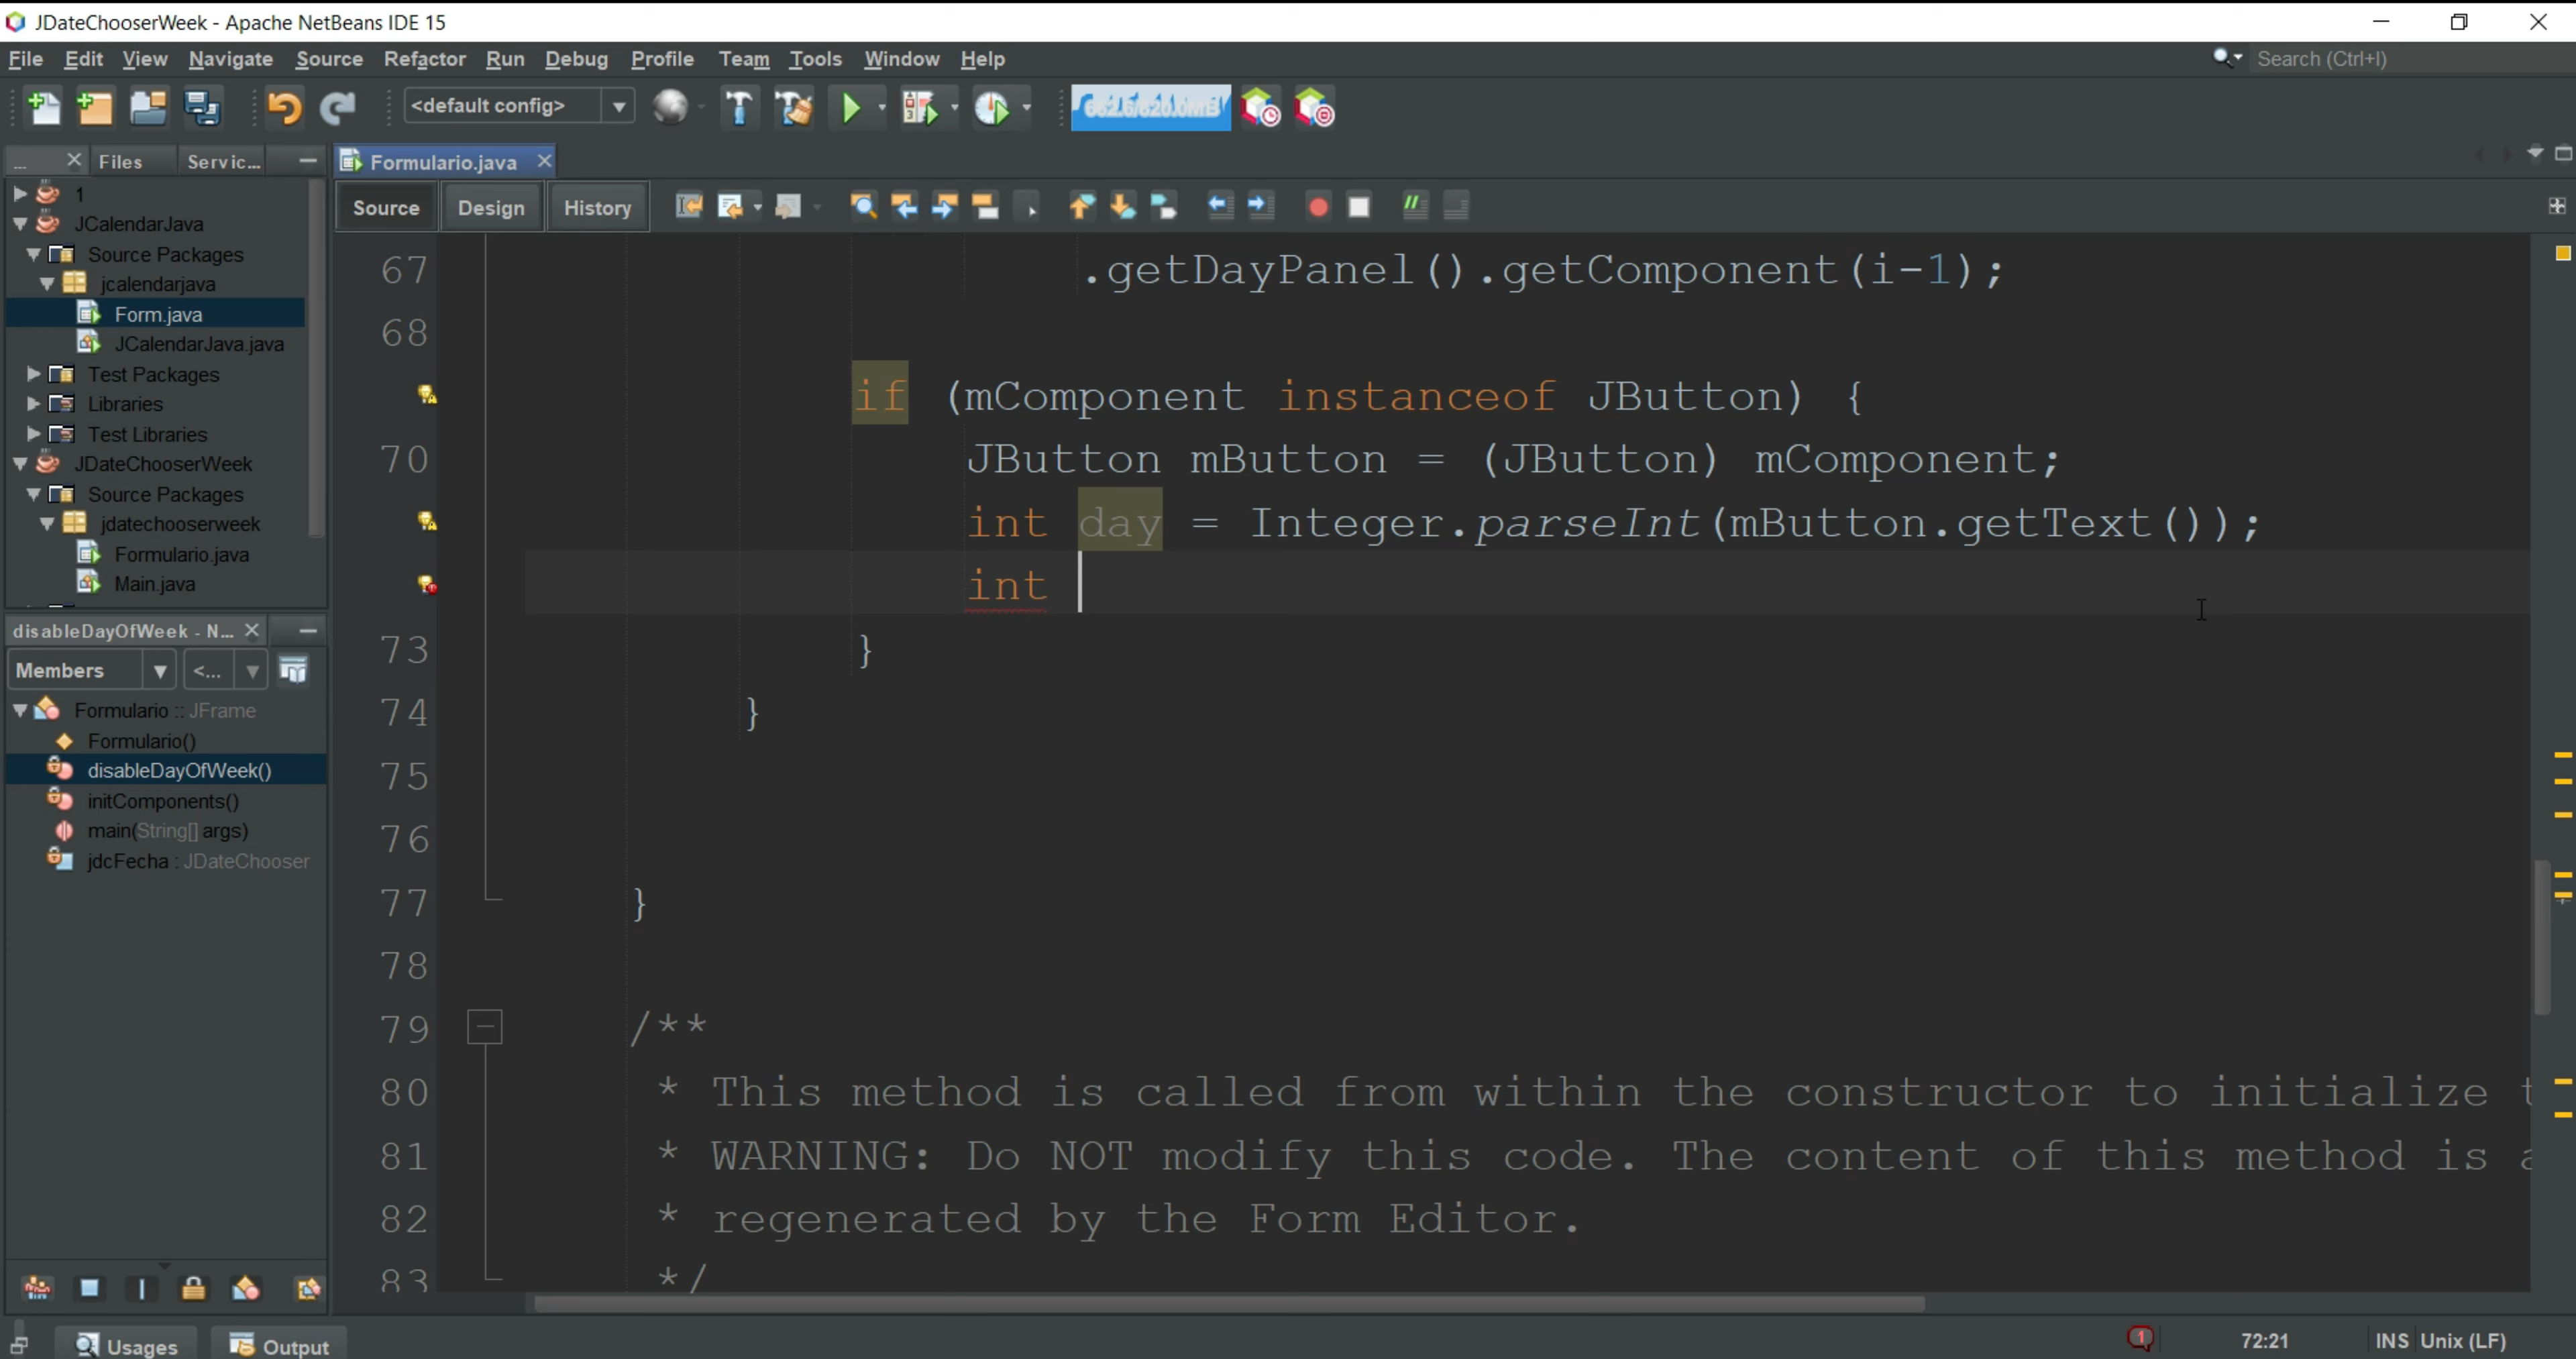 JDateChooserWeek - Apache NetBeans IDE 15
File Edit View Navigate Source Refactor Run Debug Profile Team Tools Window Help
Search (Ctrl+I)
<default config>
... Files Servic...
Formulario.java
Source Design History
1
JCalendarJava
Source Packages
jcalendarjava
Form.java
JCalendarJava.java
Test Packages
Libraries
Test Libraries
JDateChooserWeek
Source Packages
jdatechooserweek
Formulario.java
Main.java
disableDayOfWeek - N...
Members <...
Formulario :: JFrame
Formulario()
disableDayOfWeek()
initComponents()
main(String[] args)
jdcFecha : JDateChooser
67 .getDayPanel().getComponent(i-1);
68
if (mComponent instanceof JButton) {
70 JButton mButton = (JButton) mComponent;
int day = Integer.parseInt(mButton.getText());
int
73 }
74 }
75
76
77 }
78
79 /**
80 * This method is called from within the constructor to initialize t
81 * WARNING: Do NOT modify this code. The content of this method is a
82 * regenerated by the Form Editor.
83 */
Usages Output
1 72:21 INS Unix (LF)